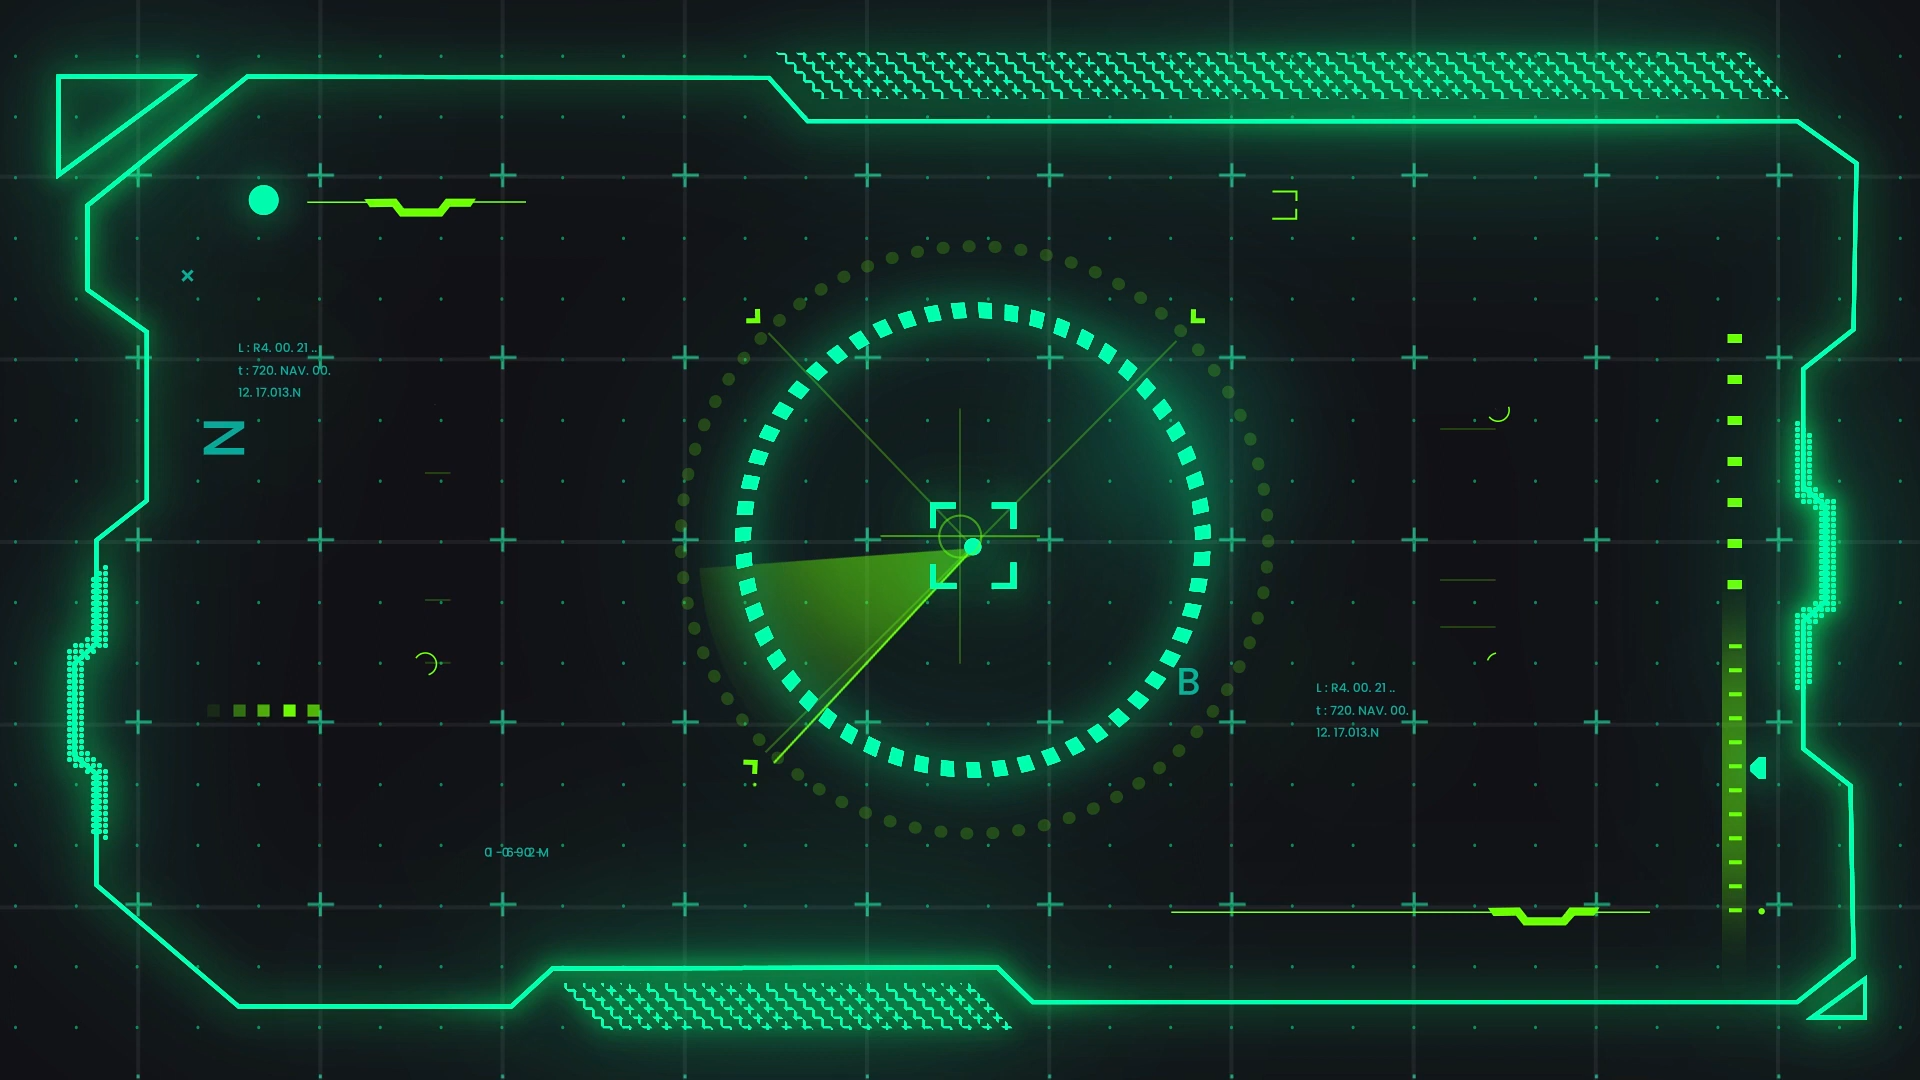 L : R4. 00. 21 ..
t : 720. NAV. 00.
12. 17.013.N
Z
B
L : R4. 00. 21 ..
t : 720. NAV. 00.
12. 17.013.N